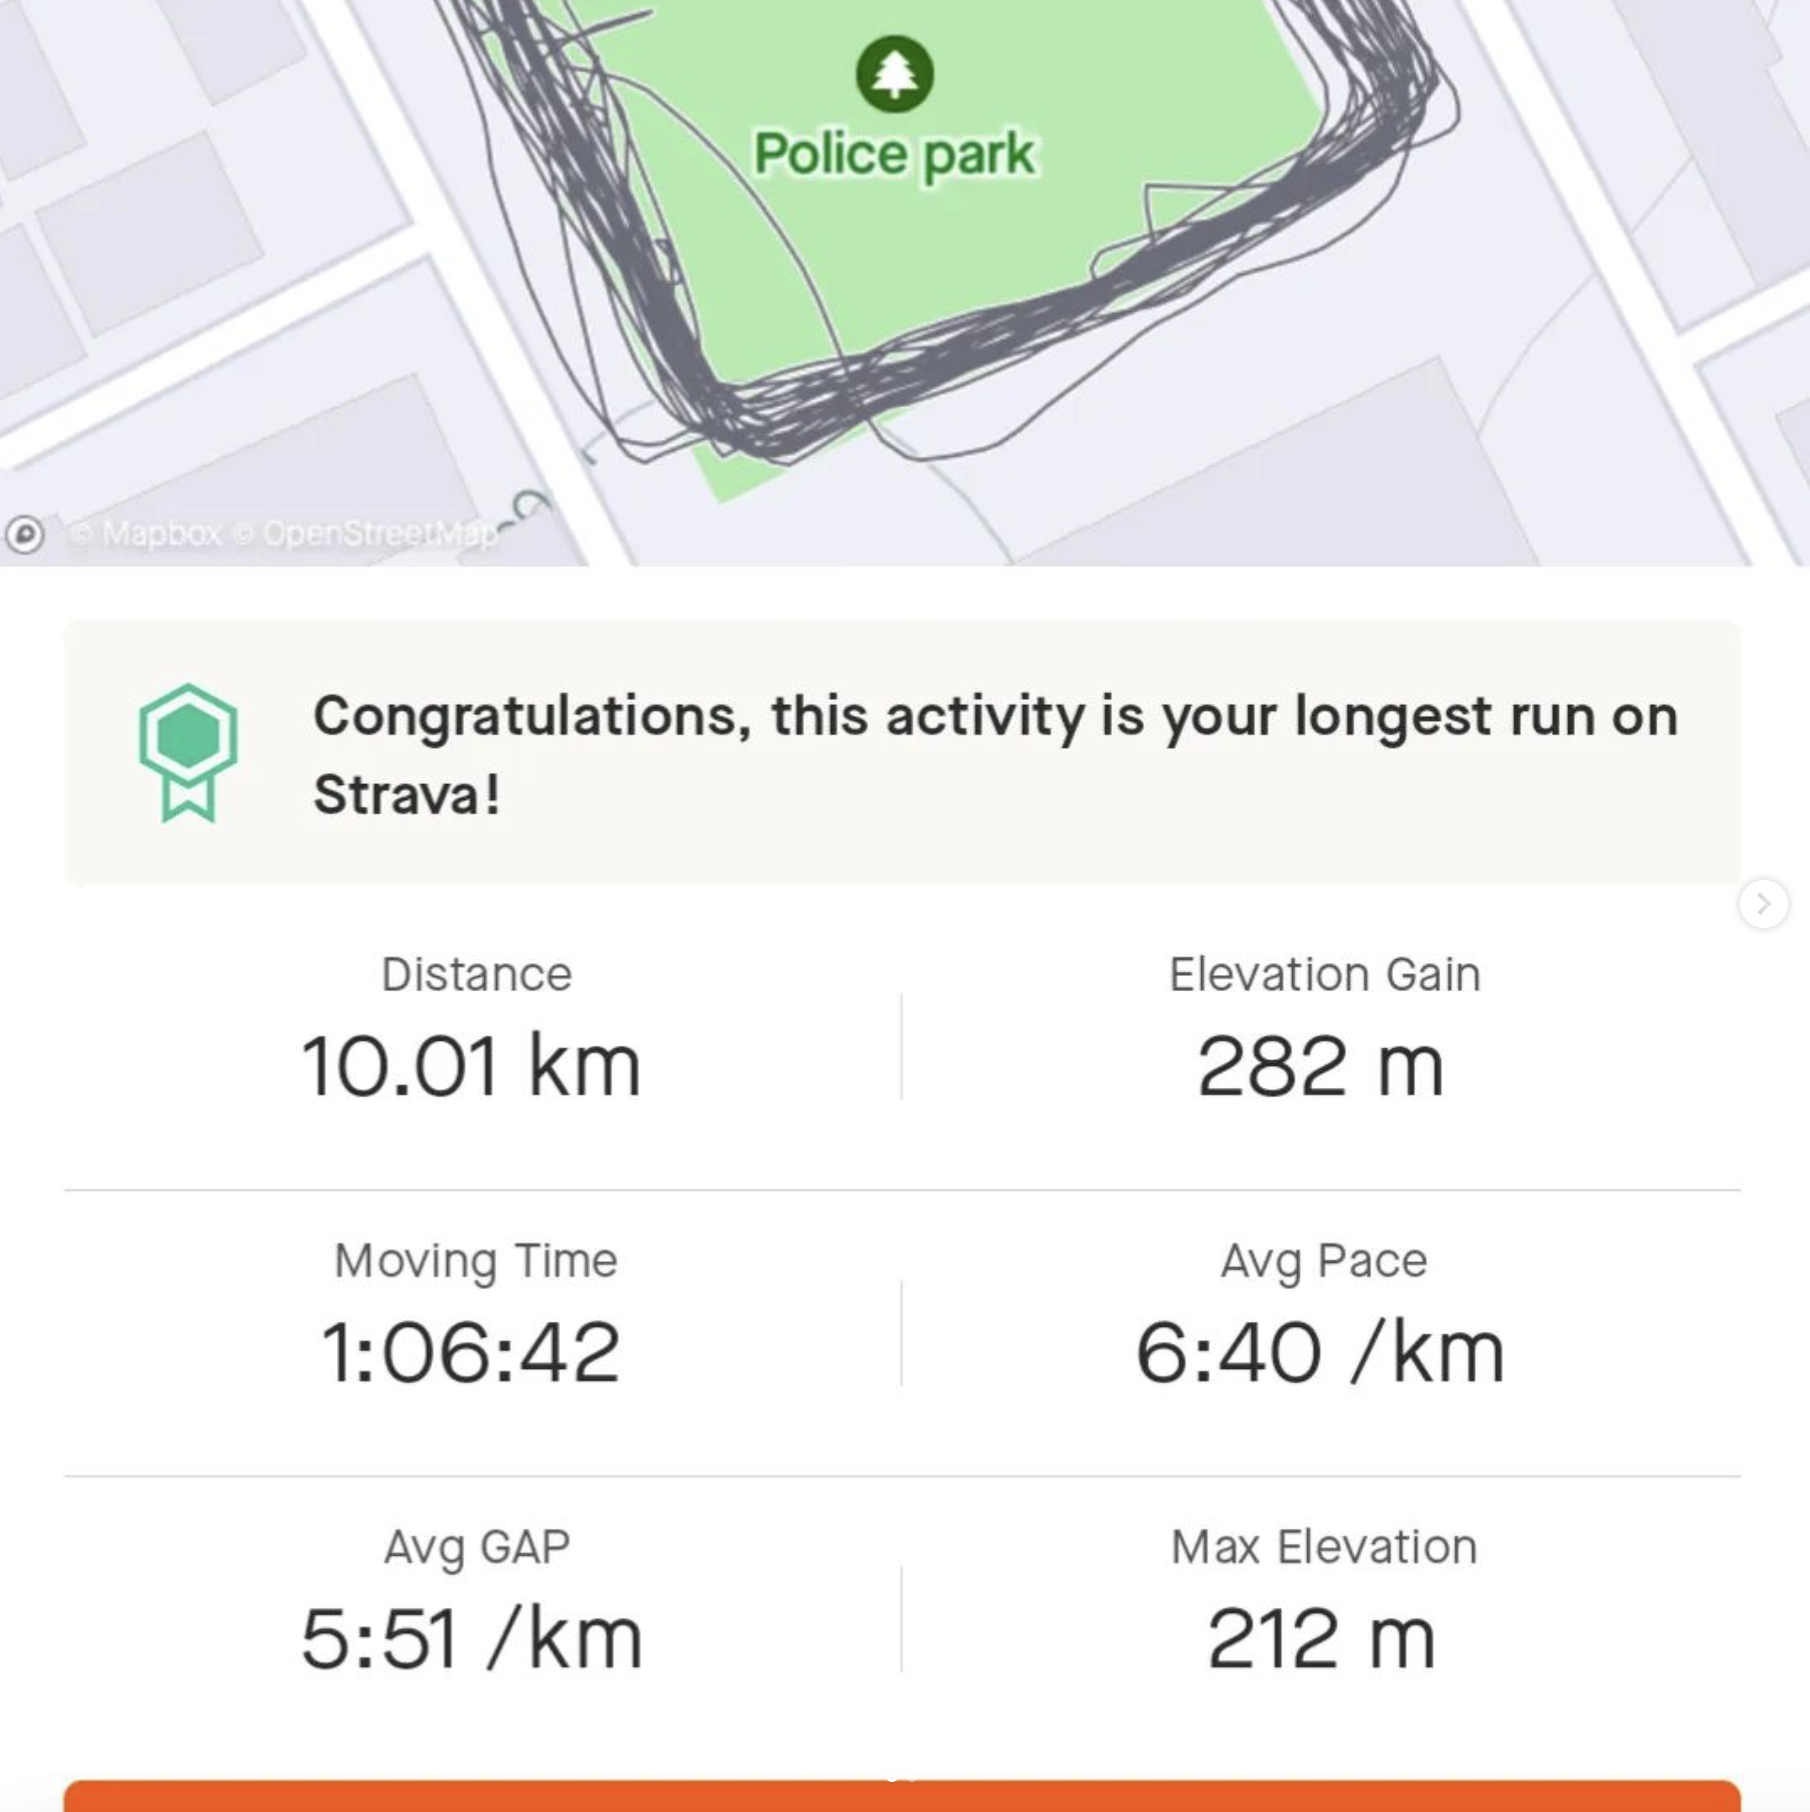 Police park
© Mapbox © OpenStreetMap
Congratulations, this activity is your longest run on
Strava!
Distance
Elevation Gain
10.01 km
282 m
Moving Time
Avg Pace
1:06:42
6:40 /km
Avg GAP
Max Elevation
5:51 /km
212 m